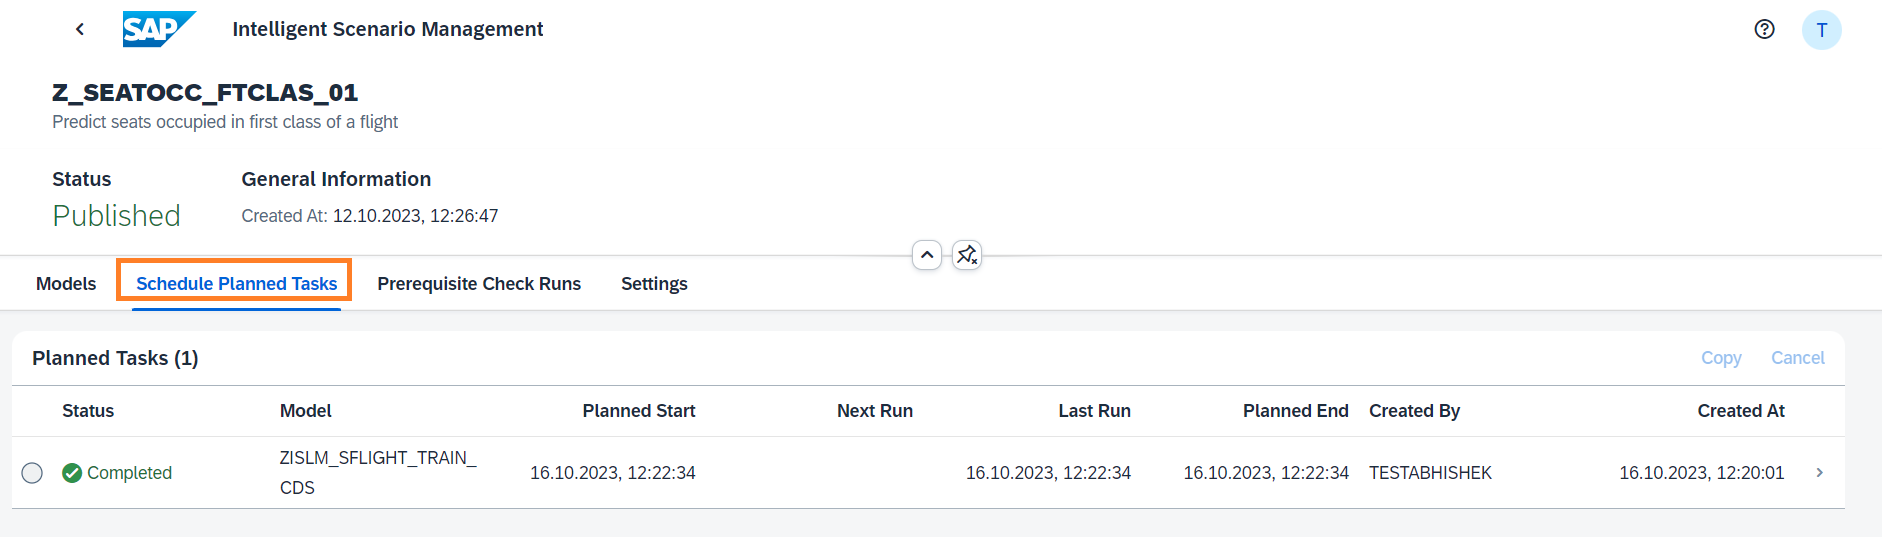 SAP Intelligent Scenario Management ? T
Z_SEATOCC_FTCLAS_01
Predict seats occupied in first class of a flight
Status General Information
Published Created At: 12.10.2023, 12:26:47
Models Schedule Planned Tasks Prerequisite Check Runs Settings
Planned Tasks (1) Copy Cancel
Status Model Planned Start Next Run Last Run Planned End Created By Created At
Completed ZISLM_SFLIGHT_TRAIN_ 16.10.2023, 12:22:34 16.10.2023, 12:22:34 16.10.2023, 12:22:34 TESTABHISHEK 16.10.2023, 12:20:01
CDS